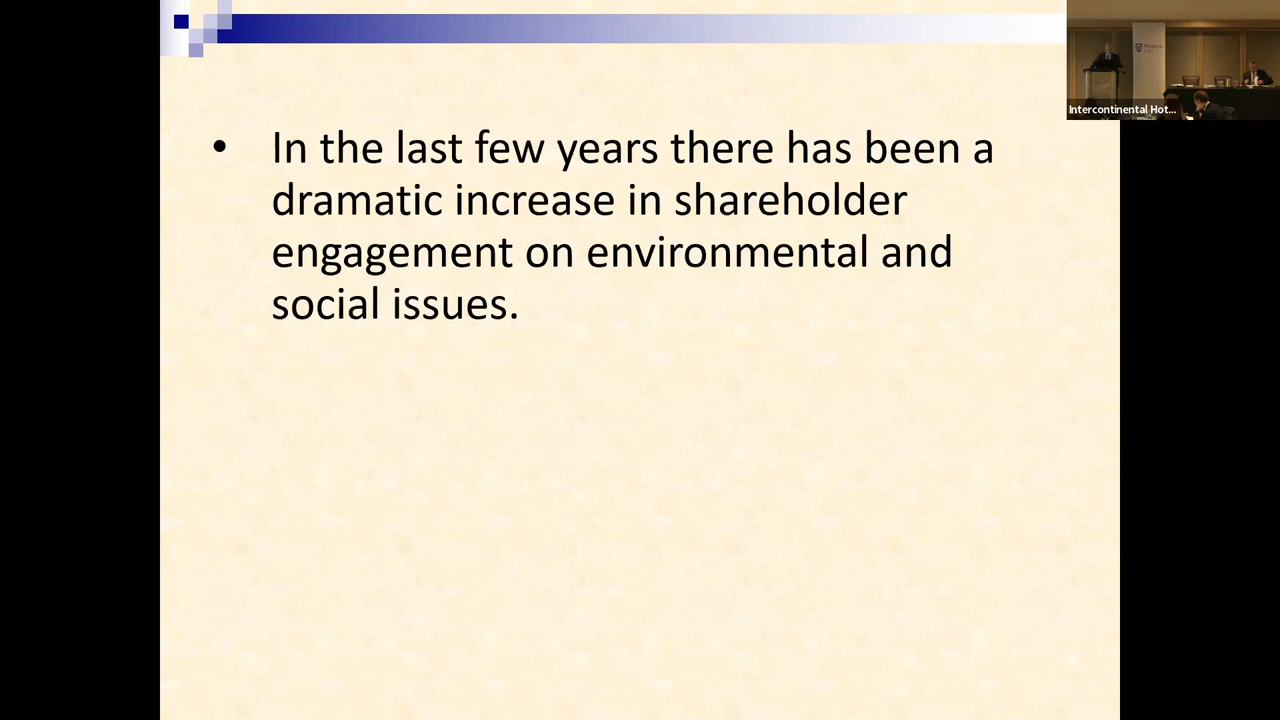 Intercontinental Hot...
• In the last few years there has been a
dramatic increase in shareholder
engagement on environmental and
social issues.